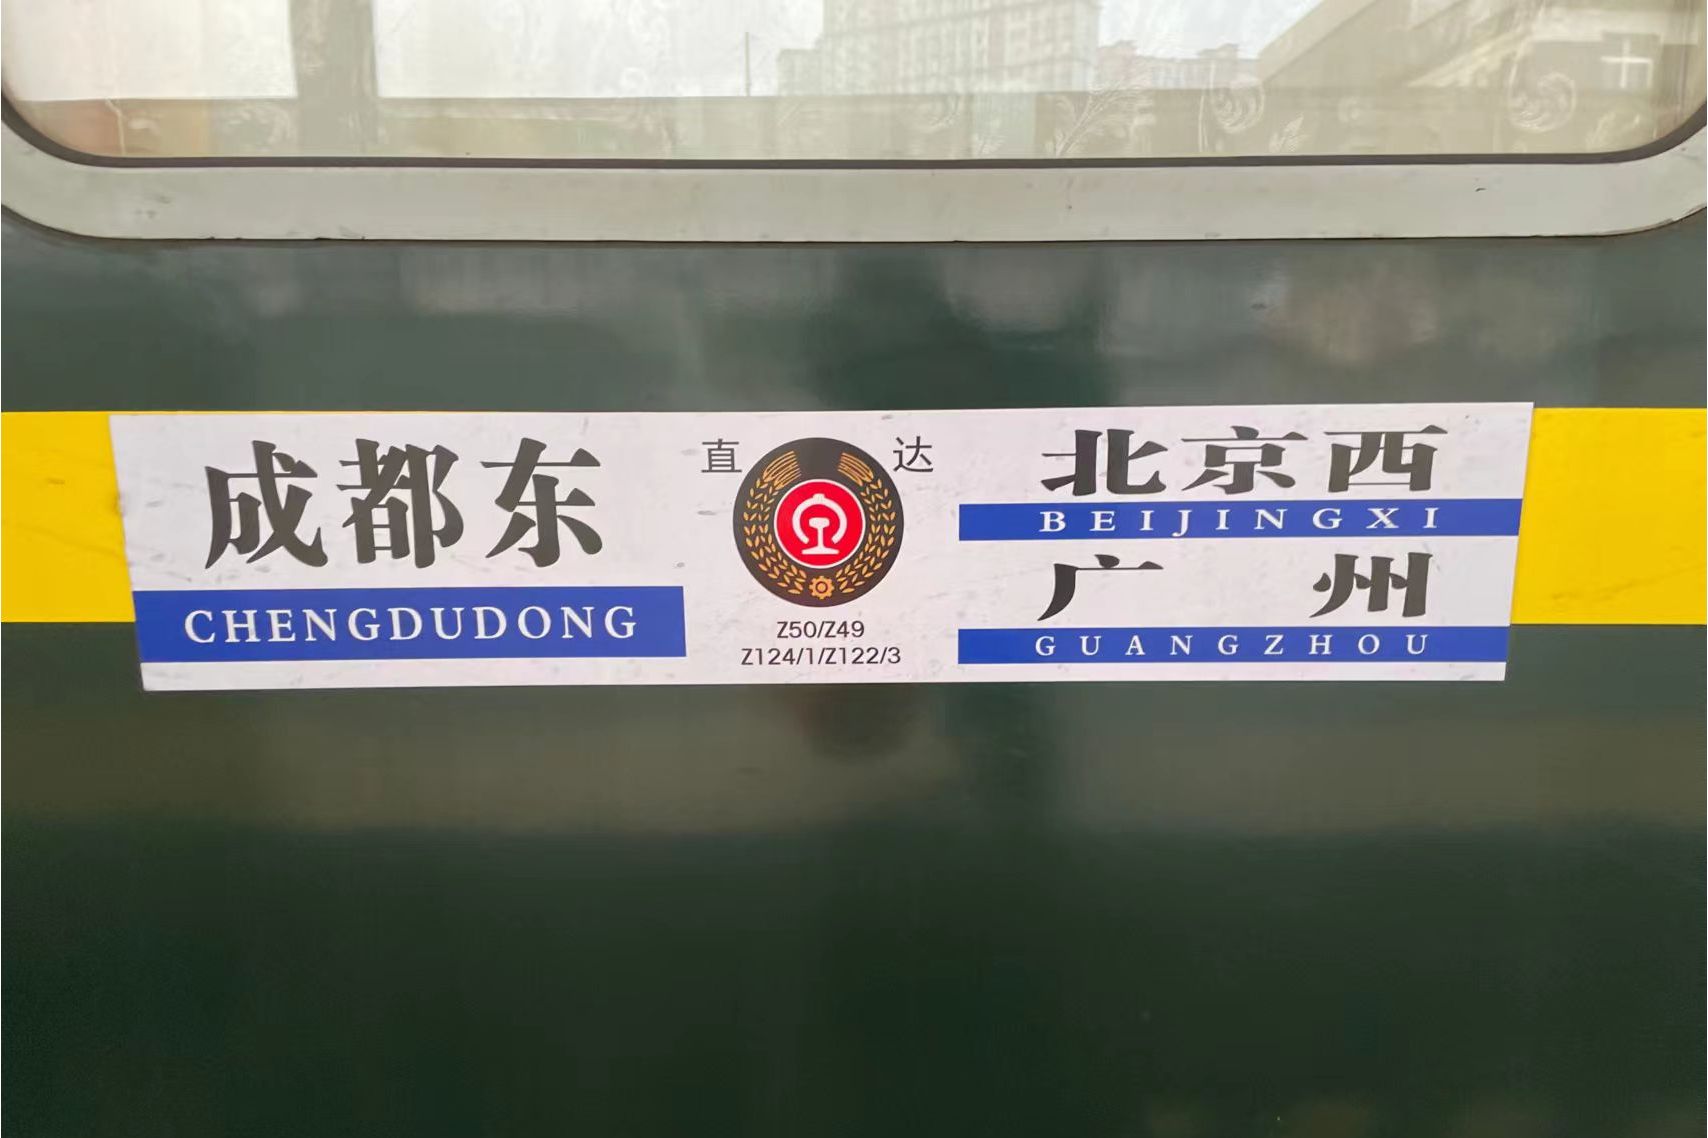 成都东
CHENGDUDONG
直 达
Z50/Z49
Z124/1/Z122/3
北京西
BEIJINGXI
广州
GUANGZHOU